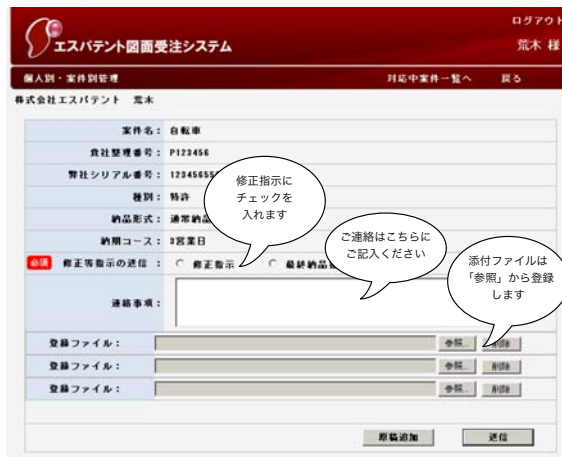 ログアウト
エスパテント図面受注システム
荒木 様
個人別・案件別管理 対応中案件一覧へ 戻る
株式会社エスパテント 荒木
案件名： 自転車
貴社整理番号： P123456
弊社シリアル番号：
種別： 特許
納品形式： 通常納品
納期コース： 3営業日
修正指示に
チェックを
入れます
必須 修正等指示の送信 ： 修正指示 最終納品
ご連絡はこちらに
ご記入ください
連絡事項：
添付ファイルは
「参照」から登録
します
登録ファイル： 参照... 削除
登録ファイル： 参照... 削除
登録ファイル： 参照... 削除
原稿追加 送信